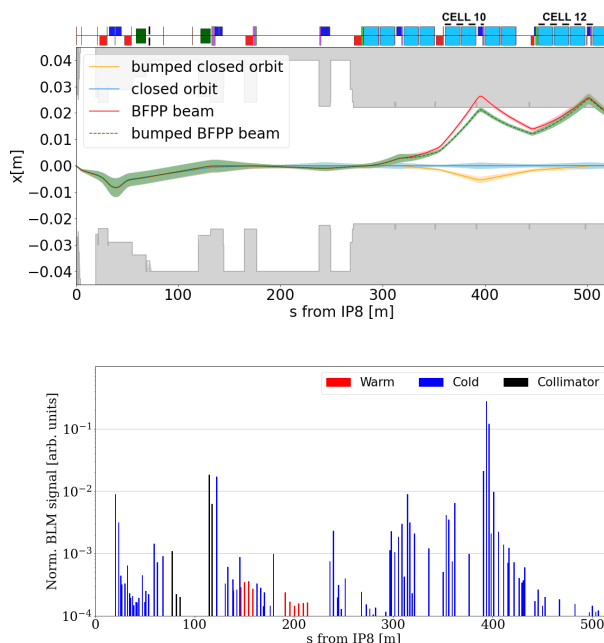 CELL 10 CELL 12
0.04
0.03
0.02
0.01
0.00
−0.01
−0.02
−0.03
−0.04
x[m]
bumped closed orbit
closed orbit
BFPP beam
bumped BFPP beam
0 100 200 300 400 500
s from IP8 [m]
Warm Cold Collimator
10⁻¹
10⁻²
10⁻³
10⁻⁴
Norm. BLM signal [arb. units]
0 100 200 300 400 500
s from IP8 [m]